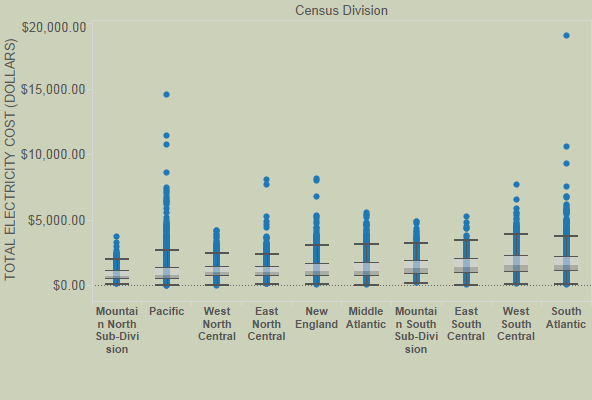 Census Division
TOTAL ELECTRICITY COST (DOLLARS)
$20,000.00
$15,000.00
$10,000.00
$5,000.00
$0.00
Mountai
n North
Sub-Divi
sion
Pacific
West
North
Central
East
North
Central
New
England
Middle
Atlantic
Mountai
n South
Sub-Divi
sion
East
South
Central
West
South
Central
South
Atlantic